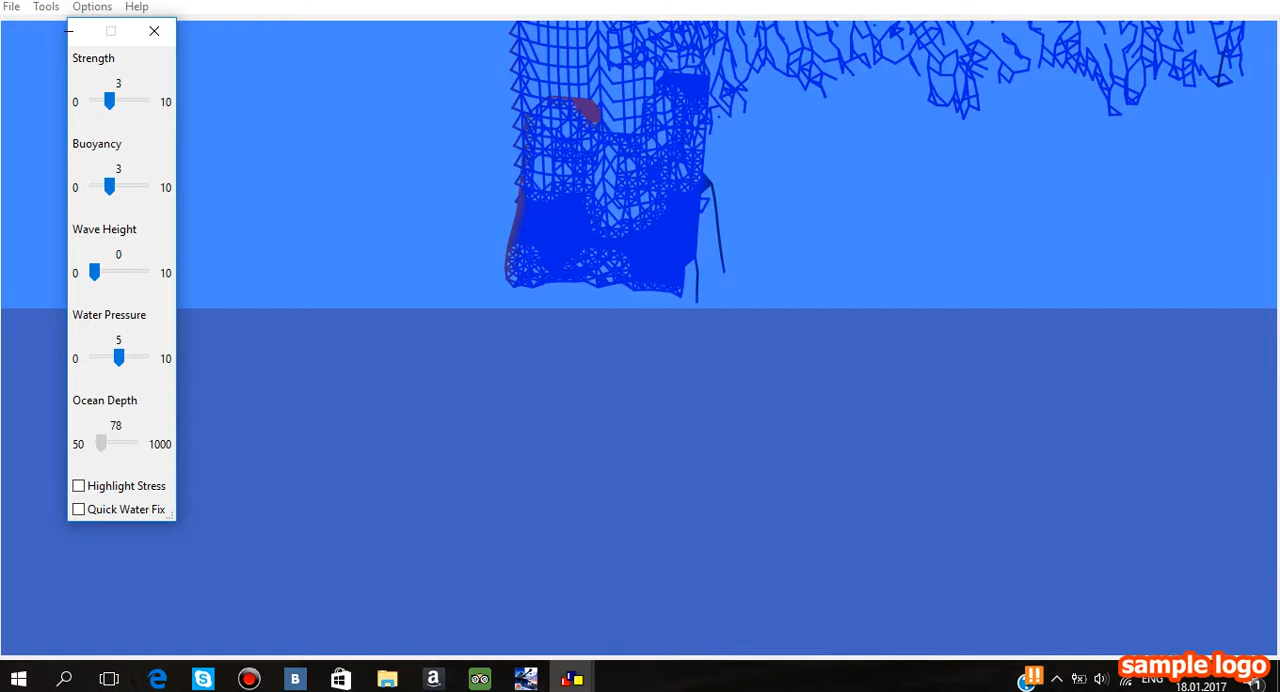 File Tools Options Help
Strength
3
0 10
Buoyancy
3
0 10
Wave Height
0
0 10
Water Pressure
5
0 10
Ocean Depth
78
50 1000
Highlight Stress
Quick Water Fix
sample logo
ENG
18.01.2017
1